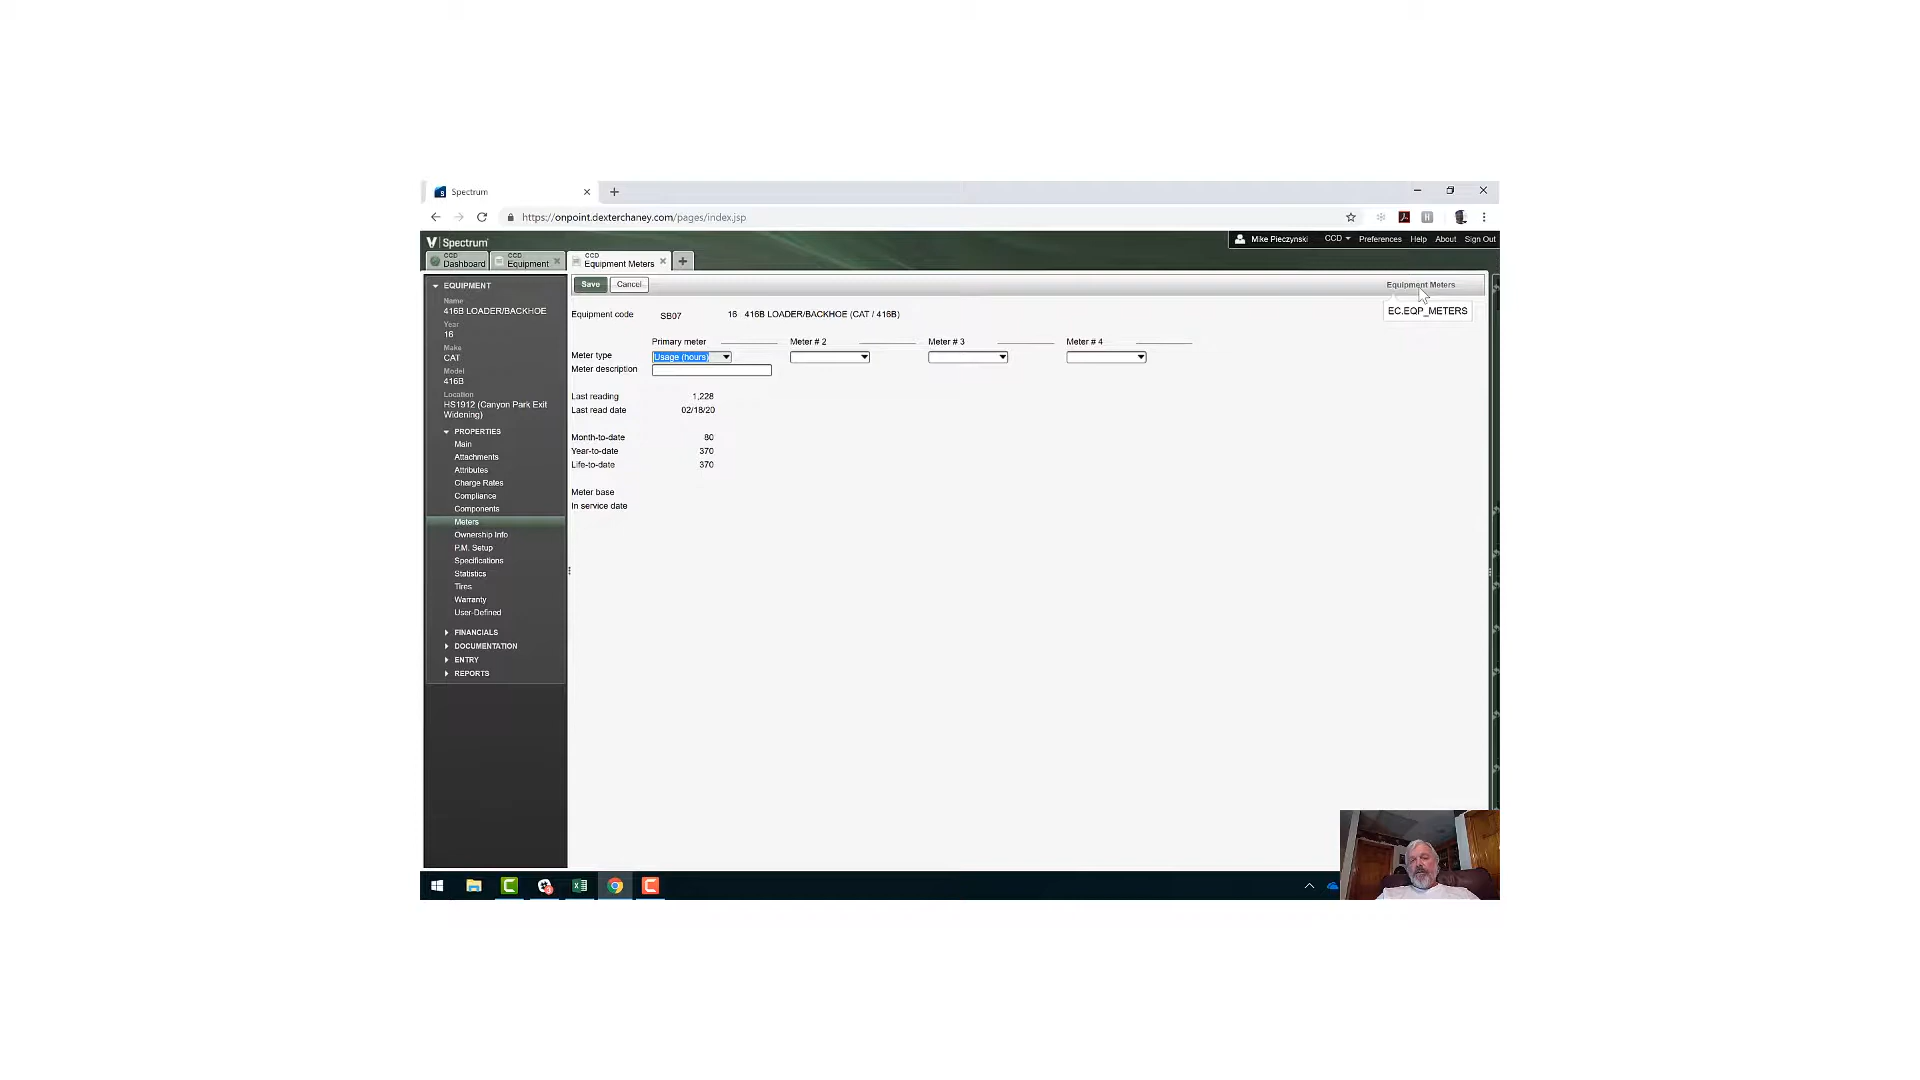 Spectrum
https://onpoint.dexterchaney.com/pages/index.jsp
Spectrum
Mike Pieczynski CCD Preferences Help About Sign Out
CCD
Dashboard
CCD
Equipment
CCD
Equipment Meters
EQUIPMENT
Name
416B LOADER/BACKHOE
Year
16
Make
CAT
Model
416B
Location
HS1912 (Canyon Park Exit
Widening)
PROPERTIES
Main
Attachments
Attributes
Charge Rates
Compliance
Components
Meters
Ownership Info
P.M. Setup
Specifications
Statistics
Tires
Warranty
User-Defined
FINANCIALS
DOCUMENTATION
ENTRY
REPORTS
Save Cancel
Equipment Meters
EC.EQP_METERS
Equipment code SB07 16 416B LOADER/BACKHOE (CAT / 416B)
Primary meter Meter # 2 Meter # 3 Meter # 4
Meter type Usage (hours)
Meter description
Last reading 1,228
Last read date 02/18/20
Month-to-date 80
Year-to-date 370
Life-to-date 370
Meter base
In service date